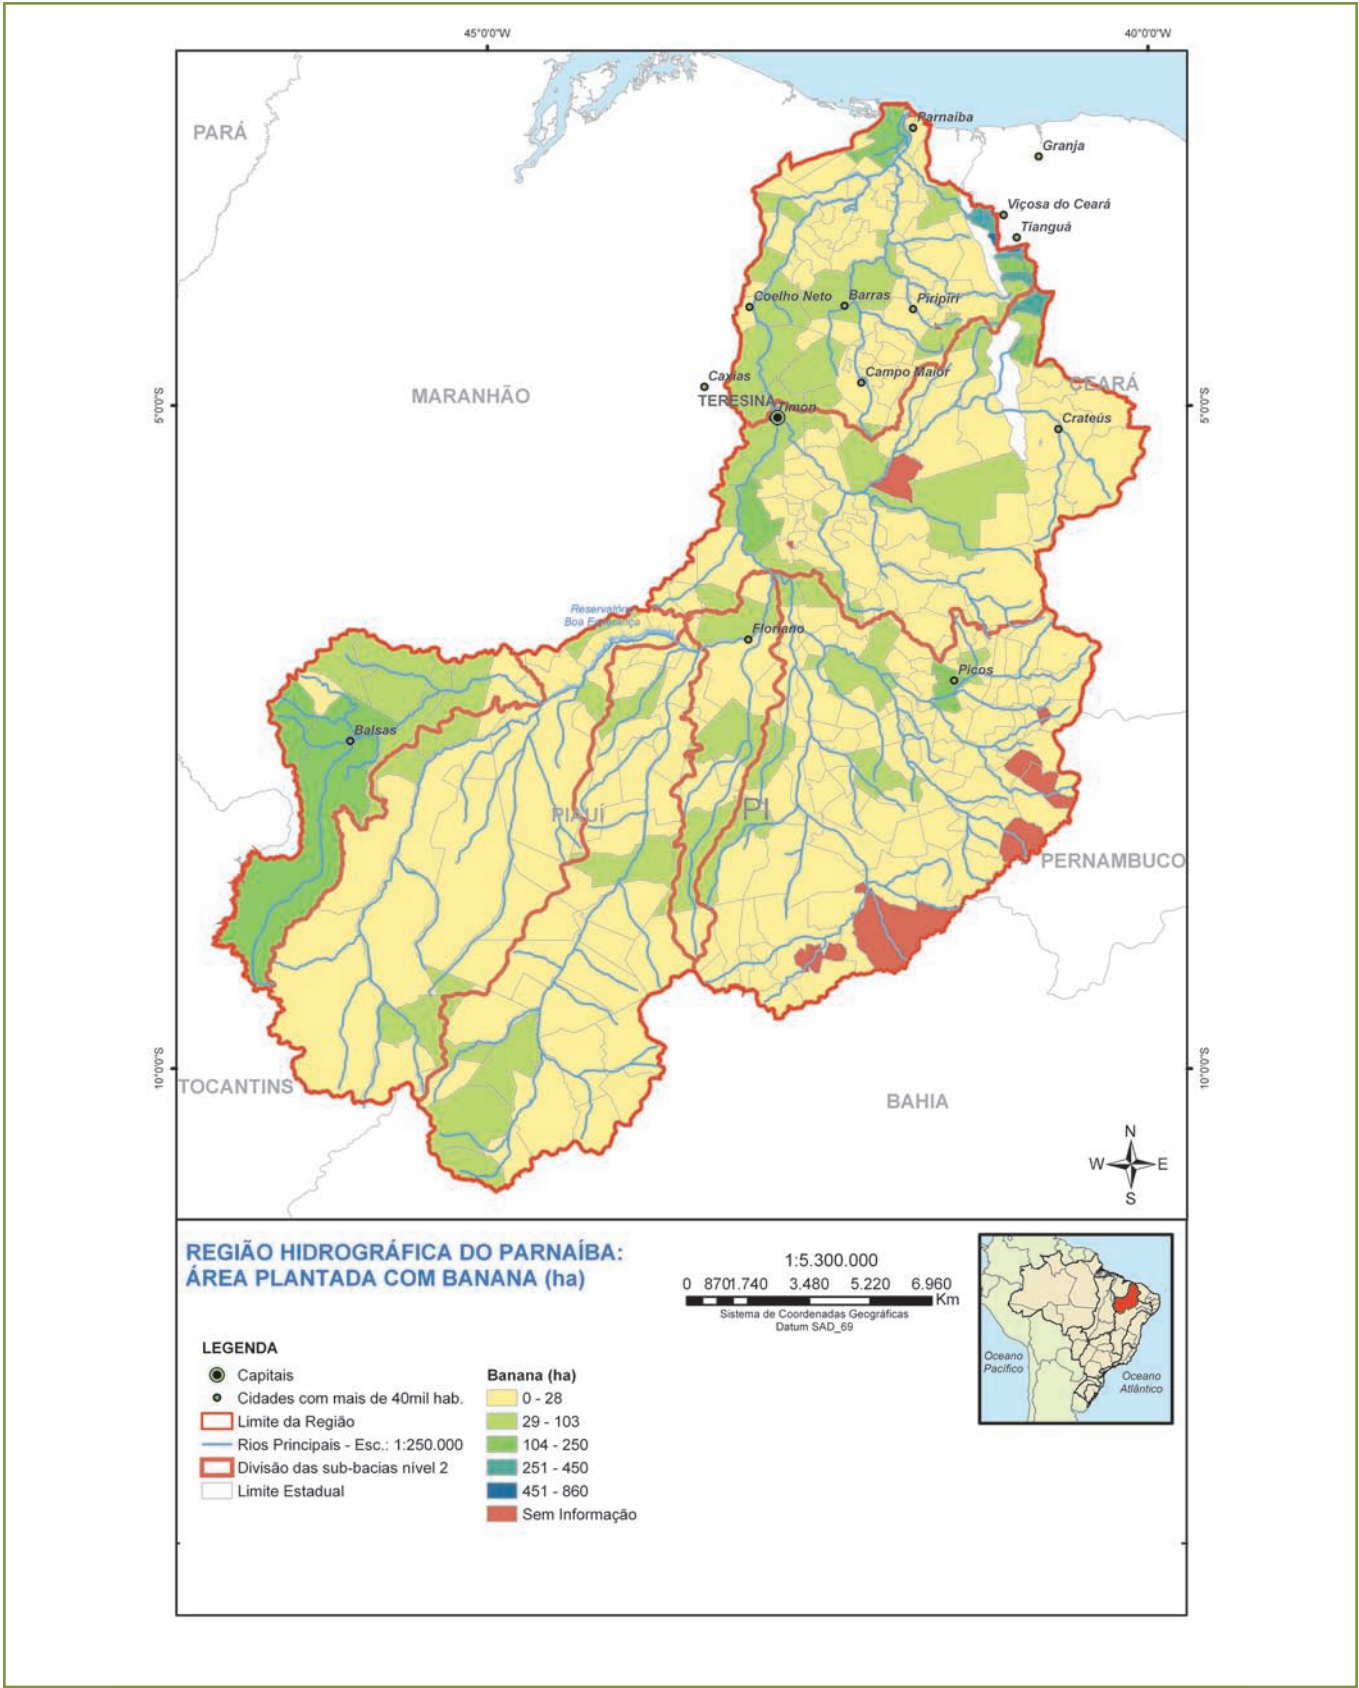 45°0'0"W
40°0'0"W
PARÁ
Parnaíba
Granja
Viçosa do Ceará
Tianguá
Coelho Neto
Barras
Piripiri
Caxias
Campo Maior
CEARÁ
MARANHÃO
TERESINA
Timon
5°0'0"S
5°0'0"S
Crateús
Reservatório
Boa Esperança
Floriano
Picos
Balsas
PIAUÍ
PI
PERNAMBUCO
10°0'0"S
10°0'0"S
TOCANTINS
BAHIA
N
W
E
S
REGIÃO HIDROGRÁFICA DO PARNAÍBA:
ÁREA PLANTADA COM BANANA (ha)
1:5.300.000
0 8701.740 3.480 5.220 6.960
Km
Sistema de Coordenadas Geográficas
Datum SAD_69
LEGENDA
Capitais
Cidades com mais de 40mil hab.
Limite da Região
Rios Principais - Esc.: 1:250.000
Divisão das sub-bacias nível 2
Limite Estadual
Banana (ha)
0 - 28
29 - 103
104 - 250
251 - 450
451 - 860
Sem Informação
Oceano
Pacífico
Oceano
Atlântico